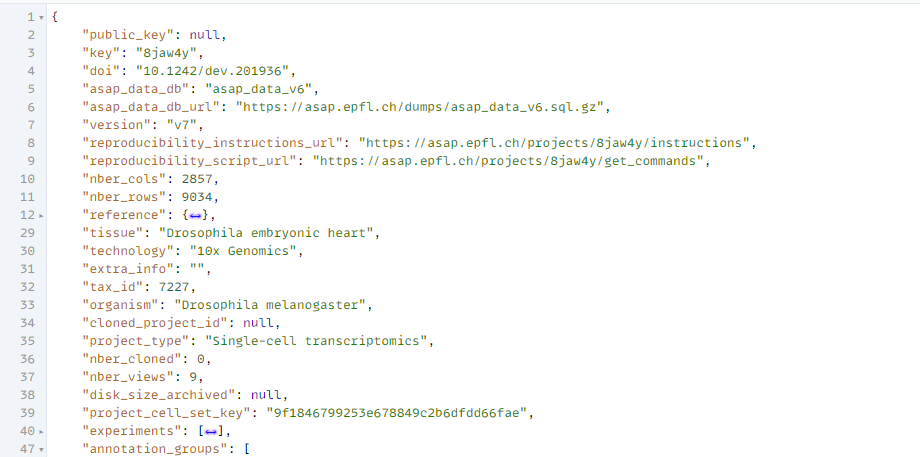 1 {
2 "public_key": null,
3 "key": "8jaw4y",
4 "doi": "10.1242/dev.201936",
5 "asap_data_db": "asap_data_v6",
6 "asap_data_db_url": "https://asap.epfl.ch/dumps/asap_data_v6.sql.gz",
7 "version": "v7",
8 "reproducibility_instructions_url": "https://asap.epfl.ch/projects/8jaw4y/instructions",
9 "reproducibility_script_url": "https://asap.epfl.ch/projects/8jaw4y/get_commands",
10 "nber_cols": 2857,
11 "nber_rows": 9034,
12 "reference": {↔},
29 "tissue": "Drosophila embryonic heart",
30 "technology": "10x Genomics",
31 "extra_info": "",
32 "tax_id": 7227,
33 "organism": "Drosophila melanogaster",
34 "cloned_project_id": null,
35 "project_type": "Single-cell transcriptomics",
36 "nber_cloned": 0,
37 "nber_views": 9,
38 "disk_size_archived": null,
39 "project_cell_set_key": "9f1846799253e678849c2b6dfdd66fae",
40 "experiments": [↔],
47 "annotation_groups": [